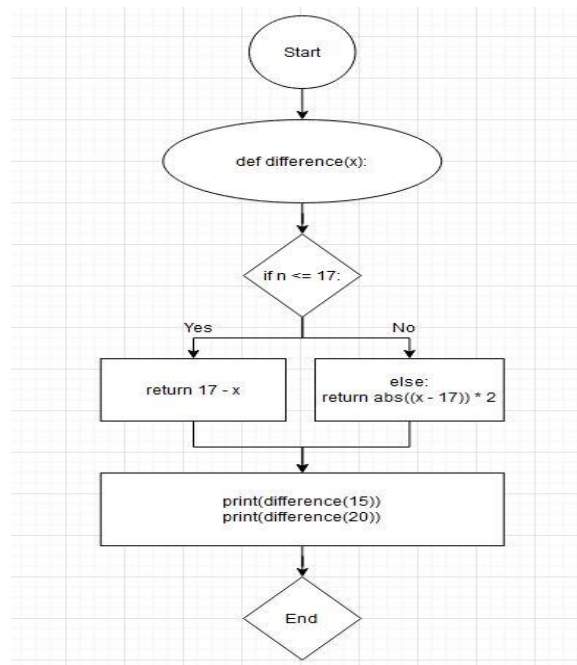 Start
def difference(x):
if n <= 17:
Yes
No
return 17 - x
else:
return abs((x - 17)) * 2
print(difference(15))
print(difference(20))
End